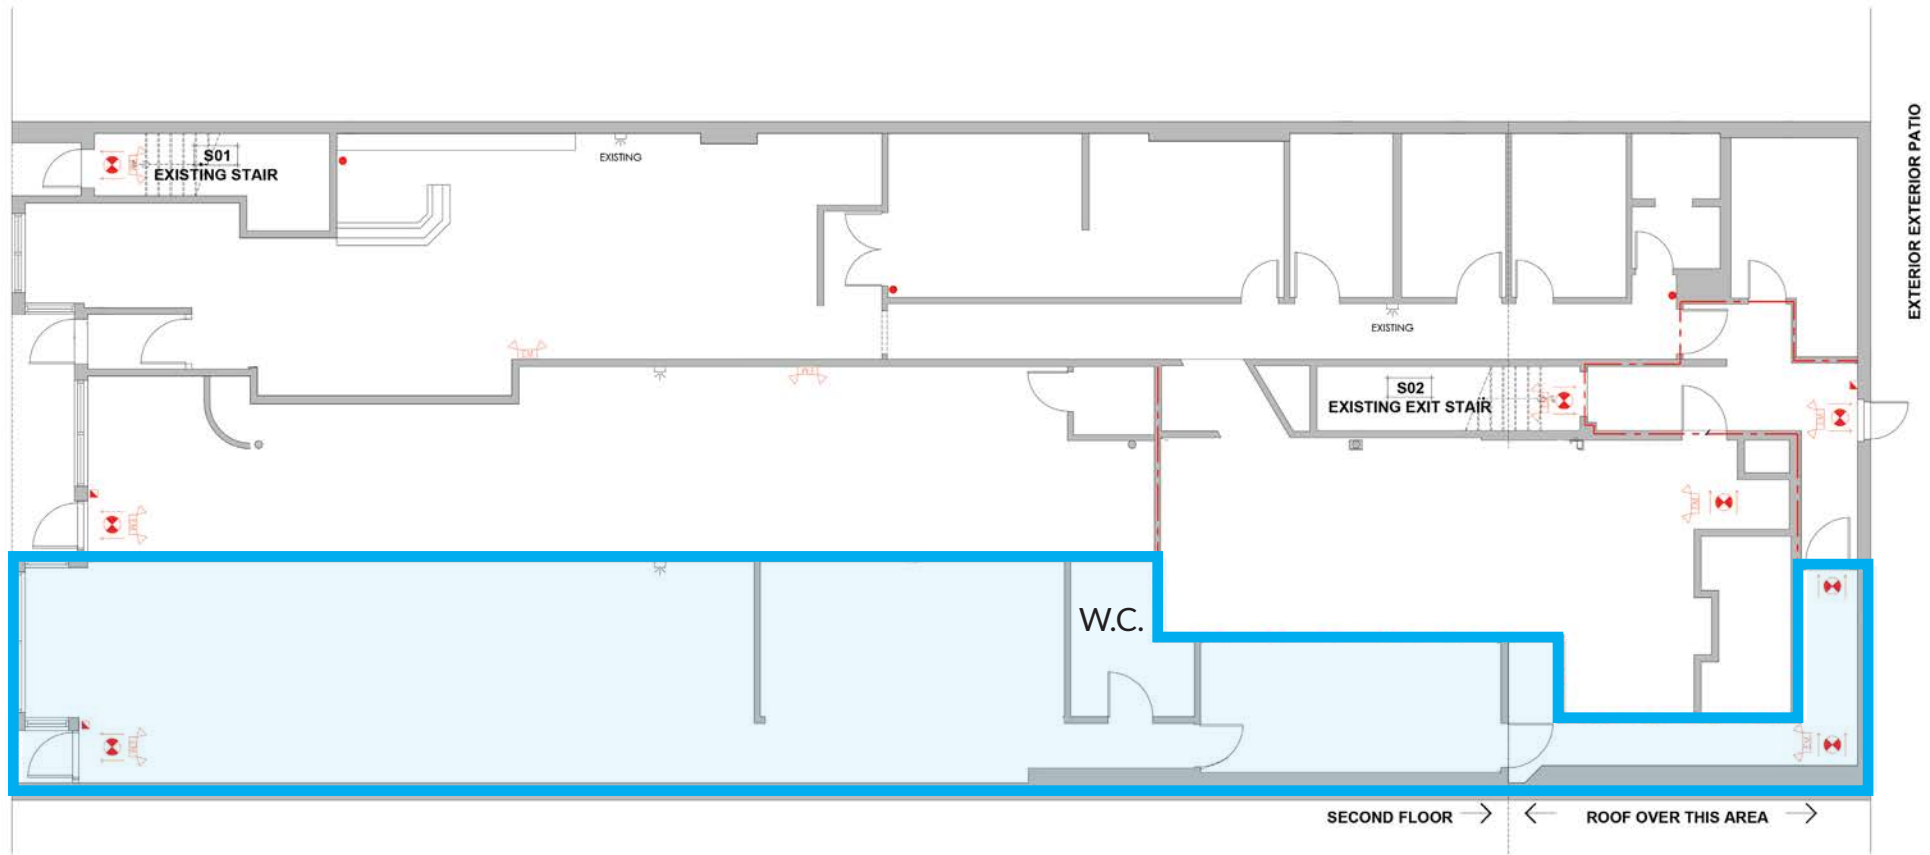 S01
EXISTING STAIR
EXISTING
EXTERIOR EXTERIOR PATIO
EXISTING
S02
EXISTING EXIT STAIR
W.C.
SECOND FLOOR
ROOF OVER THIS AREA